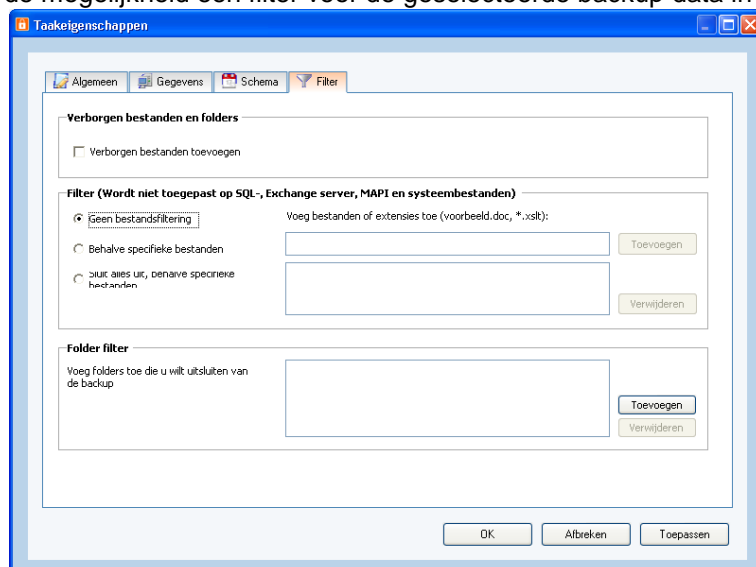 de mogelijkheid een filter voor de geselecteerde backup data in
Taakeigenschappen
Algemeen Gegevens Schema Filter
Verborgen bestanden en folders
Verborgen bestanden toevoegen
Filter (Wordt niet toegepast op SQL-, Exchange server, MAPI en systeembestanden)
Geen bestandsfiltering
Voeg bestanden of extensies toe (voorbeeld.doc, *.xslt):
Behalve specifieke bestanden
Toevoegen
Sluit alles uit, behalve specifieke
bestanden
Verwijderen
Folder filter
Voeg folders toe die u wilt uitsluiten van
de backup
Toevoegen
Verwijderen
OK Afbreken Toepassen